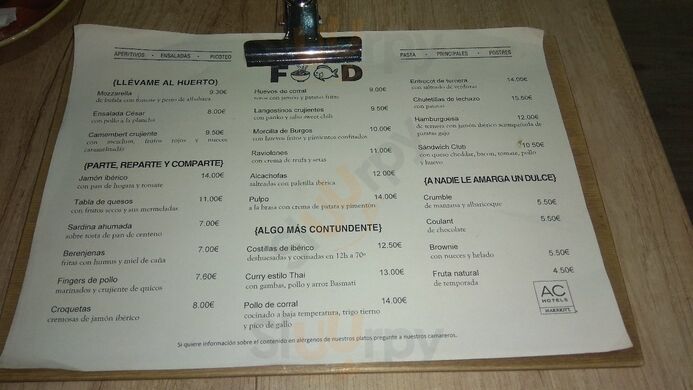 APERITIVOS • ENSALADAS • PICOTEO
PASTA • PRINCIPALES • POSTRES
FOOD
{LLÉVAME AL HUERTO}
Mozzarella 9.30€
de búfala con tomate y pesto de albahaca
Ensalada César 8.00€
con pollo a la plancha
Camembert crujiente 9.50€
con mezclum, frutos rojos y nueces
caramelizadas
{PARTE, REPARTE Y COMPARTE}
Jamón ibérico 14.00€
con pan de hogaza y tomate
Tabla de quesos 11.00€
con frutos secos y sus mermeladas
Sardina ahumada 7.00€
sobre tosta de pan de centeno
Berenjenas 7.00€
fritas con humus y miel de caña
Fingers de pollo 7.60€
marinados y crujiente de quicos
Croquetas 8.00€
cremosas de jamón ibérico
Huevos de corral 9.00€
rotos con jamón y patatas fritas
Langostinos crujientes 9.50€
con panko y salsa sweet chili
Morcilla de Burgos 10.00€
con huevos fritos y pimientos confitados
Raviolones 11.00€
con crema de trufa y setas
Alcachofas 12.00€
salteadas con paletilla ibérica
Pulpo 14.00€
a la brasa con crema de patata y pimentón
{ALGO MÁS CONTUNDENTE}
Costillas de ibérico 12.50€
deshuesadas y cocinadas en 12h a 70º
Curry estilo Thai 13.00€
con gambas, pollo y arroz Basmati
Pollo de corral 14.00€
cocinado a baja temperatura, trigo tierno
y pico de gallo
Entrecot de ternera 14.00€
con salteado de verduras
Chuletillas de lechazo 15.50€
con patatas
Hamburguesa 12.00€
de ternera con jamón ibérico acompañada de
patatas gajo
Sándwich Club 10.50€
con queso cheddar, bacon, tomate, pollo
y huevo
{A NADIE LE AMARGA UN DULCE}
Crumble 5.50€
de manzana y albaricoque
Coulant 5.50€
de chocolate
Brownie 5.50€
con nueces y helado
Fruta natural 4.50€
de temporada
AC
HOTELS
MARRIOTT
Si quiere información sobre el contenido en alérgenos de nuestros platos pregunte a nuestro camareros.
sluurpy